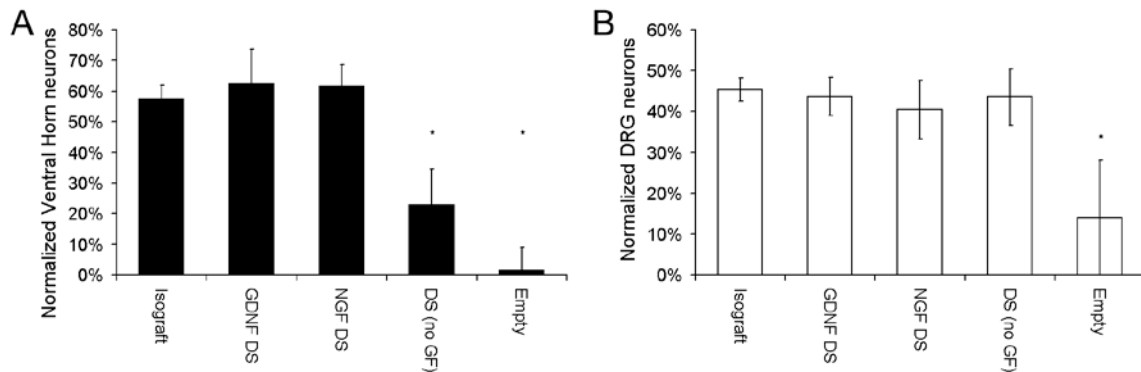 A
Normalized Ventral Horn neurons
80%
70%
60%
50%
40%
30%
20%
10%
0%
*
*
Isograft
GDNF DS
NGF DS
DS (no GF)
Empty
B
Normalized DRG neurons
60%
50%
40%
30%
20%
10%
0%
*
Isograft
GDNF DS
NGF DS
DS (no GF)
Empty